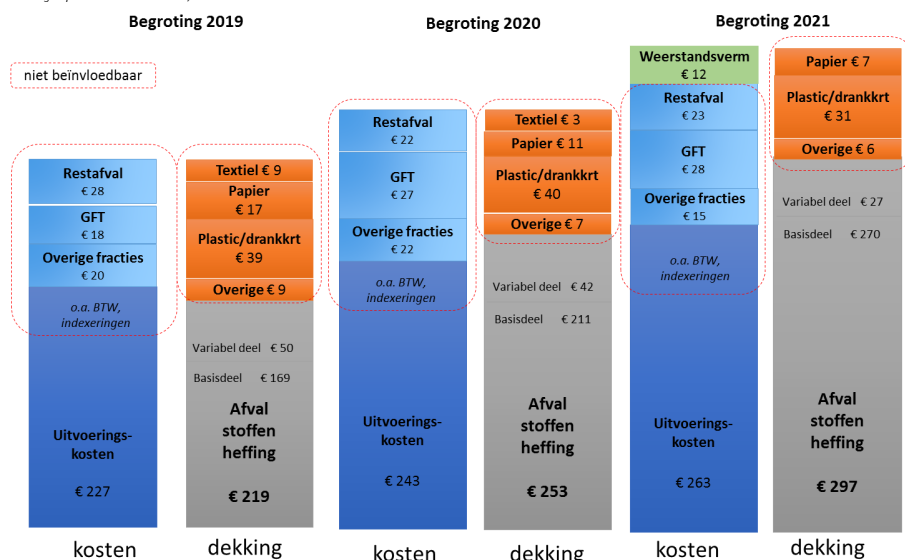 Begroting 2019
niet beïnvloedbaar
Restafval
€ 28
GFT
€ 18
Overige fracties
€ 20
o.a. BTW,
indexeringen
Uitvoerings-
kosten
€ 227
kosten
Textiel € 9
Papier
€ 17
Plastic/drankkrt
€ 39
Overige € 9
Variabel deel € 50
Basisdeel € 169
Afval
stoffen
heffing
€ 219
dekking
Begroting 2020
Restafval
€ 22
GFT
€ 27
Overige fracties
€ 22
o.a. BTW,
indexeringen
Uitvoerings-
kosten
€ 243
kosten
Textiel € 3
Papier € 11
Plastic/drankkrt
€ 40
Overige € 7
Variabel deel € 42
Basisdeel € 211
Afval
stoffen
heffing
€ 253
dekking
Begroting 2021
Weerstandsverm
€ 12
Restafval
€ 23
GFT
€ 28
Overige fracties
€ 15
o.a. BTW,
indexeringen
Uitvoerings-
kosten
€ 263
kosten
Papier € 7
Plastic/drankkrt
€ 31
Overige € 6
Variabel deel € 27
Basisdeel € 270
Afval
stoffen
heffing
€ 297
dekking